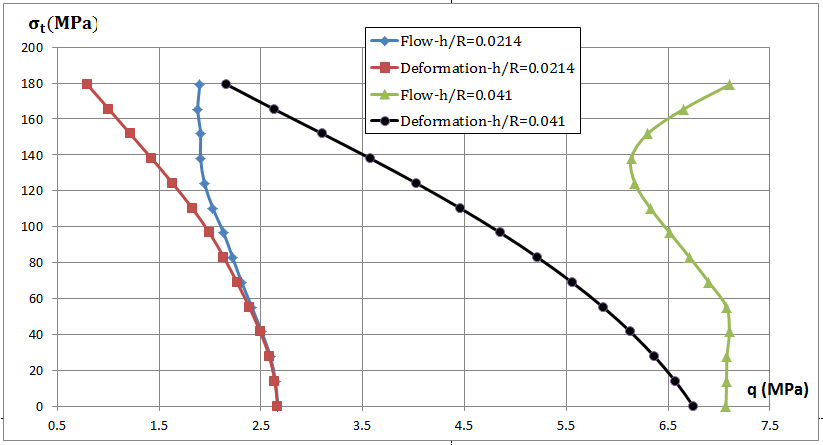 σt(MPa)
200
180
160
140
120
100
80
60
40
20
0
Flow-h/R=0.0214
Deformation-h/R=0.0214
Flow-h/R=0.041
Deformation-h/R=0.041
q (MPa)
0.5 1.5 2.5 3.5 4.5 5.5 6.5 7.5